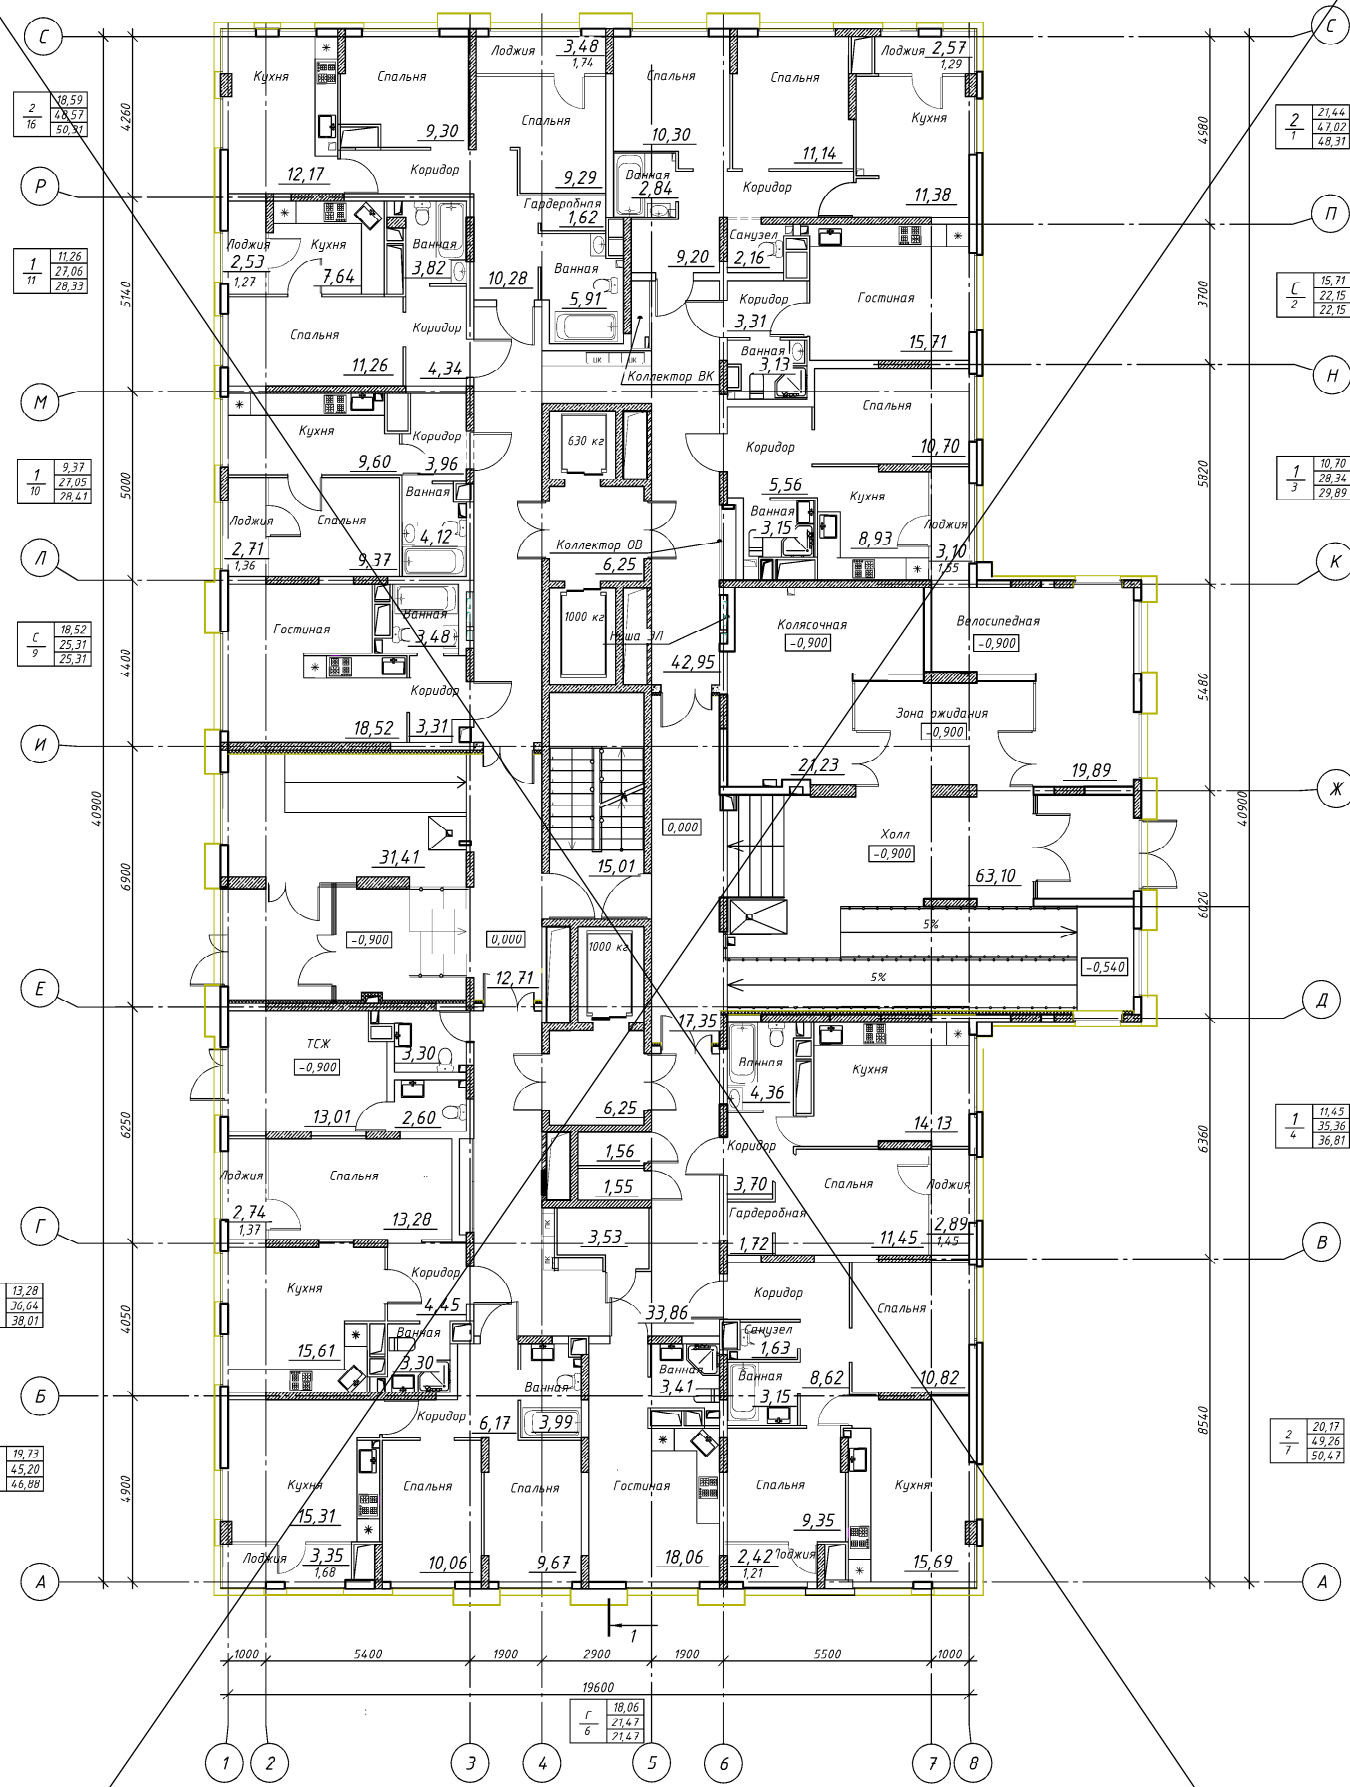 С
С
Лоджия 3,48
1,74
Лоджия 2,57
1,29
Кухня
Спальня
Спальня
Спальня
2
16
18,59
48,57
50,31
4260
Спальня
Кухня
4980
2
1
21,44
47,02
48,31
9,30
10,30
11,14
12,17
Коридор
9,29
Ванная
2,84
Коридор
11,38
Р
П
Гардеробная
1,62
Лоджия
2,53
1,27
Кухня
7,64
Ванная
3,82
10,28
Ванная
5,91
9,20
Санузел
2,16
Гостиная
15,71
1
11
11,26
27,06
28,33
5140
Коридор
3,31
3700
С
2
15,71
22,15
22,15
Спальня
11,26
Коридор
4,34
ЦК
ЦК
Коллектор ВК
Ванная
3,13
Н
М
Кухня
9,60
Коридор
3,96
630 кг
Спальня
10,70
Коридор
5,56
1
10
9,37
27,05
28,41
5000
Ванная
4,12
5820
1
3
10,70
28,34
29,89
Лоджия
2,71
1,36
Спальня
9,37
Ванная
3,15
Кухня
8,93
Лоджия
3,10
1,55
Коллектор ОВ
6,25
Л
К
Гостиная
18,52
Ванная
3,48
1000 кг
Ниша ЭЛ
42,95
Колясочная
-0,900
Велосипедная
-0,900
С
9
18,52
25,31
25,31
4400
5480
Коридор
3,31
Зона ожидания
-0,900
И
21,23
19,89
Ж
40900
40900
0,000
Холл
-0,900
31,41
15,01
63,10
6900
6020
5%
-0,900
0,000
1000 кг
5%
-0,540
12,71
Е
Д
17,35
ТСЖ
-0,900
3,30
Ванная
4,36
Кухня
14,13
13,01
2,60
6,25
6250
6360
1
4
11,45
35,36
36,81
Лоджия
2,74
1,37
Спальня
13,28
1,56
1,55
Коридор
3,70
Спальня
11,45
Лоджия
2,89
1,45
Гардеробная
1,72
Г
В
3,53
ПК
ПК
Кухня
15,61
Коридор
4,45
33,86
Коридор
Спальня
13,28
36,64
38,01
4050
Ванная
3,30
Санузел
1,63
8,62
10,82
Ванная
3,41
Ванная
3,15
Ванная
3,99
Б
Коридор
6,17
8540
2
7
20,17
49,26
50,47
19,73
45,20
46,88
4900
Кухня
15,31
Спальня
10,06
Спальня
9,67
Гостиная
18,06
Спальня
9,35
Кухня
15,69
Лоджия 3,35
1,68
2,42 Лоджия
1,21
А
А
1
1000
5400
1900
2900
1900
5500
1000
19600
Г
6
18,06
21,47
21,47
1
2
3
4
5
6
7
8